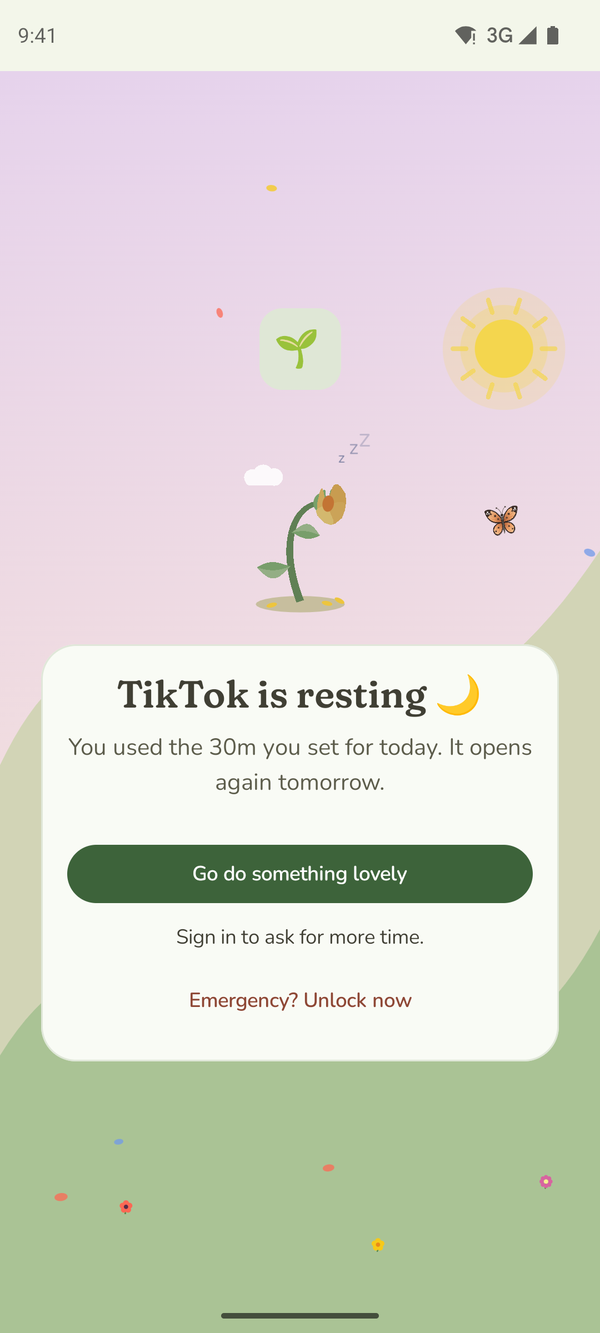 9:41
3G
z z Z
TikTok is resting 🌙
You used the 30m you set for today. It opens
again tomorrow.
Go do something lovely
Sign in to ask for more time.
Emergency? Unlock now